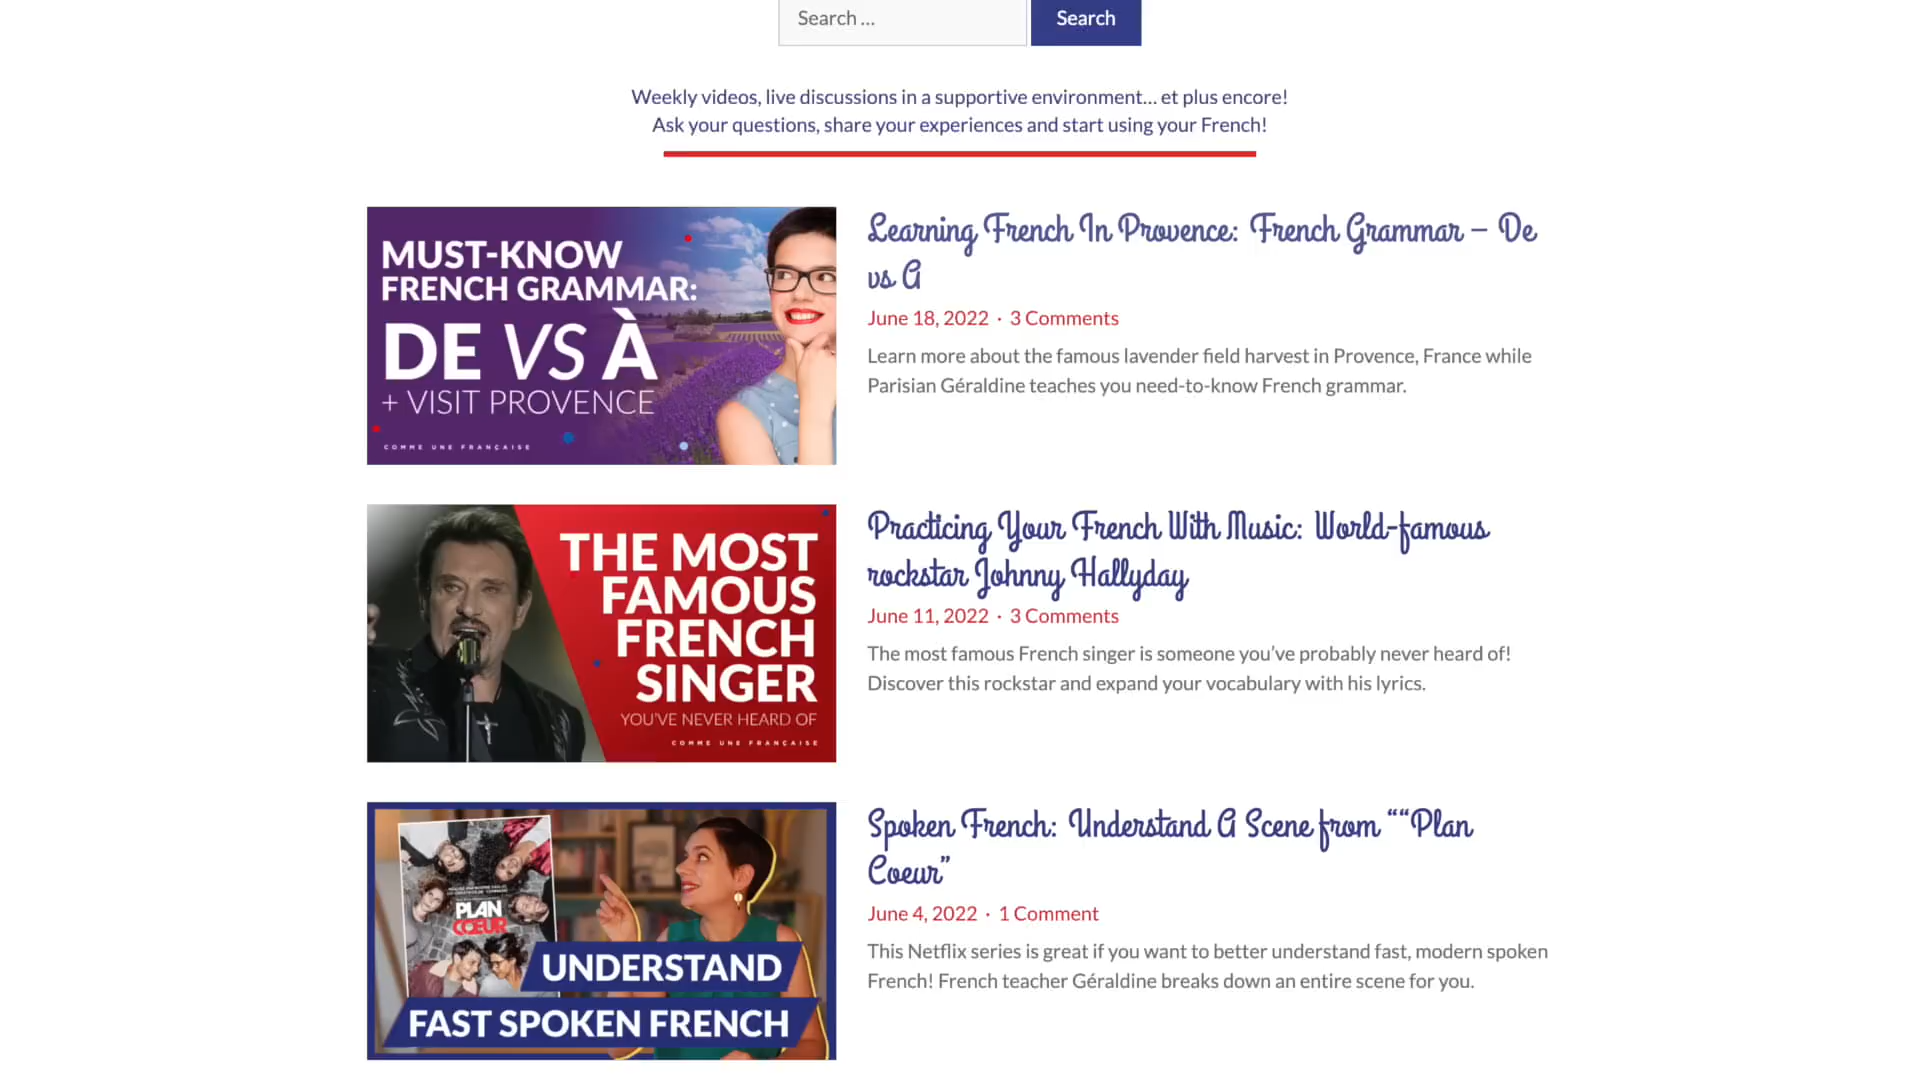 Search ...
Search
Weekly videos, live discussions in a supportive environment... et plus encore!
Ask your questions, share your experiences and start using your French!
MUST-KNOW
FRENCH GRAMMAR:
DE VS À
+ VISIT PROVENCE
COMME UNE FRANÇAISE
Learning French In Provence: French Grammar – De
vs A
June 18, 2022 · 3 Comments
Learn more about the famous lavender field harvest in Provence, France while
Parisian Géraldine teaches you need-to-know French grammar.
THE MOST
FAMOUS
FRENCH
SINGER
YOU'VE NEVER HEARD OF
COMME UNE FRANÇAISE
Practicing Your French With Music: World-famous
rockstar Johnny Hallyday
June 11, 2022 · 3 Comments
The most famous French singer is someone you’ve probably never heard of!
Discover this rockstar and expand your vocabulary with his lyrics.
PLAN
CŒUR
UNDERSTAND
FAST SPOKEN FRENCH
Spoken French: Understand A Scene from ““Plan
Coeur”
June 4, 2022 · 1 Comment
This Netflix series is great if you want to better understand fast, modern spoken
French! French teacher Géraldine breaks down an entire scene for you.